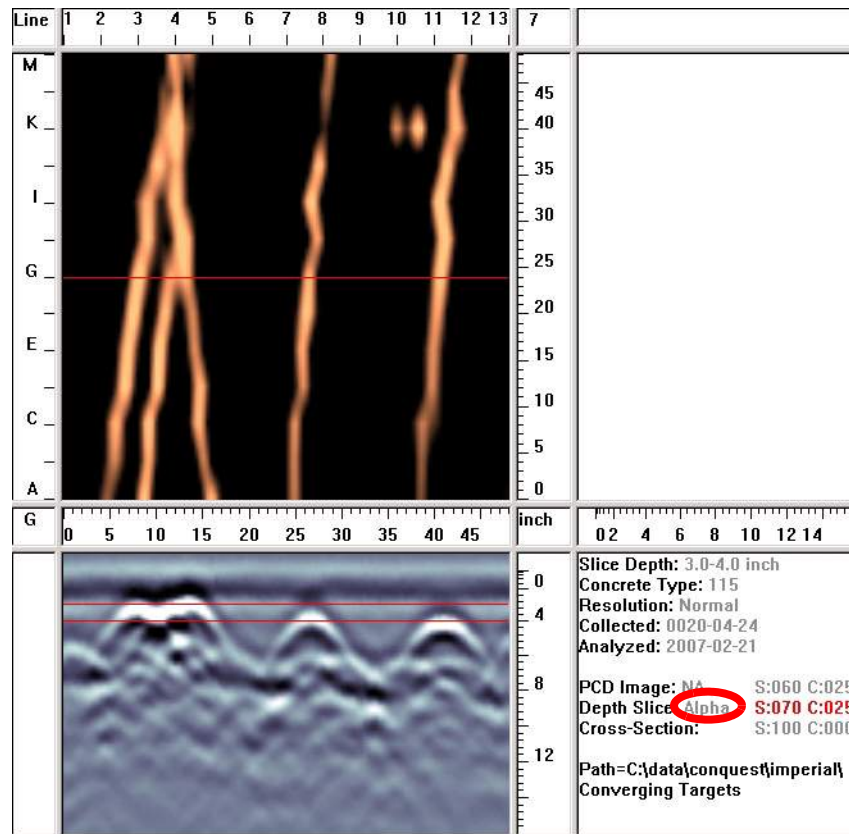 Line 1 2 3 4 5 6 7 8 9 10 11 12 13 7
M
K
I
G
E
C
A
45
40
35
30
25
20
15
10
5
0
G 0 5 10 15 20 25 30 35 40 45 inch 0 2 4 6 8 10 12 14
0
4
8
12
Slice Depth: 3.0-4.0 inch
Concrete Type: 115
Resolution: Normal
Collected: 0020-04-24
Analyzed: 2007-02-21
PCD Image: NA S:060 C:025
Depth Slice: Alpha S:070 C:025
Cross-Section: S:100 C:000
Path=C:\data\conquest\imperial\
Converging Targets